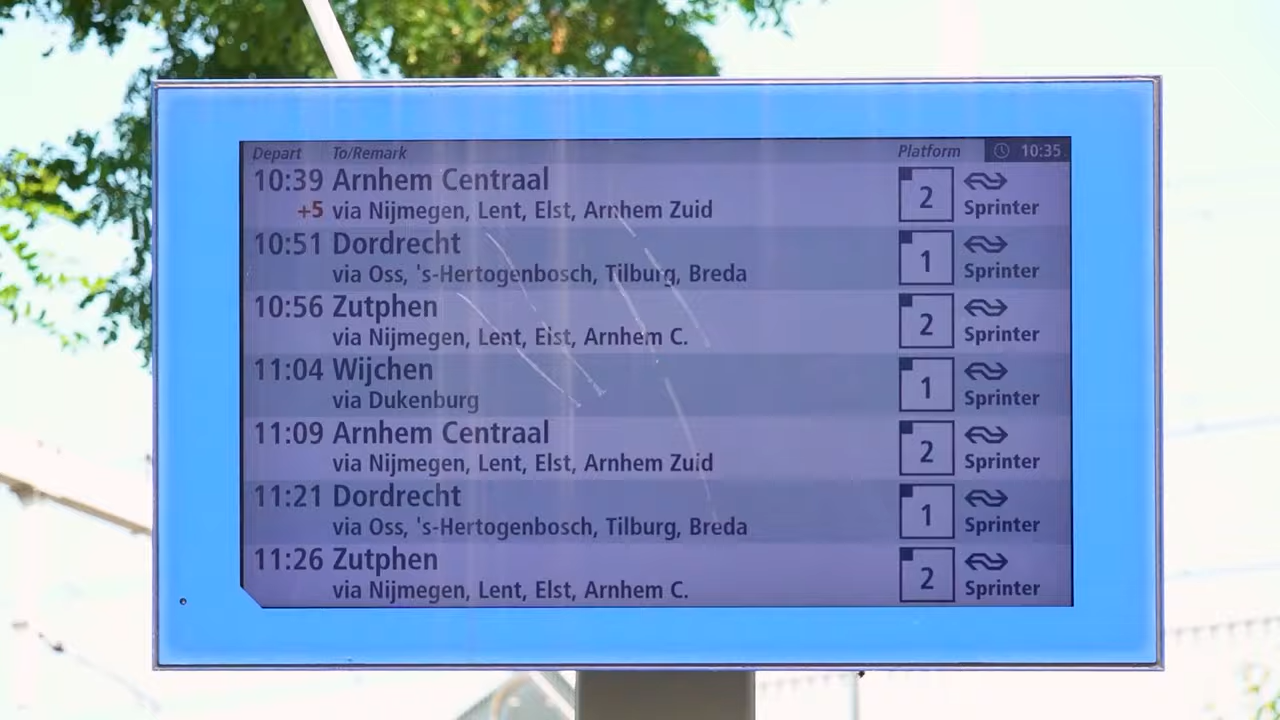 Depart To/Remark Platform 10:35
10:39 Arnhem Centraal 2
+5 via Nijmegen, Lent, Elst, Arnhem Zuid Sprinter
10:51 Dordrecht 1
via Oss, 's-Hertogenbosch, Tilburg, Breda Sprinter
10:56 Zutphen 2
via Nijmegen, Lent, Elst, Arnhem C. Sprinter
11:04 Wijchen 1
via Dukenburg Sprinter
11:09 Arnhem Centraal 2
via Nijmegen, Lent, Elst, Arnhem Zuid Sprinter
11:21 Dordrecht 1
via Oss, 's-Hertogenbosch, Tilburg, Breda Sprinter
11:26 Zutphen 2
via Nijmegen, Lent, Elst, Arnhem C. Sprinter